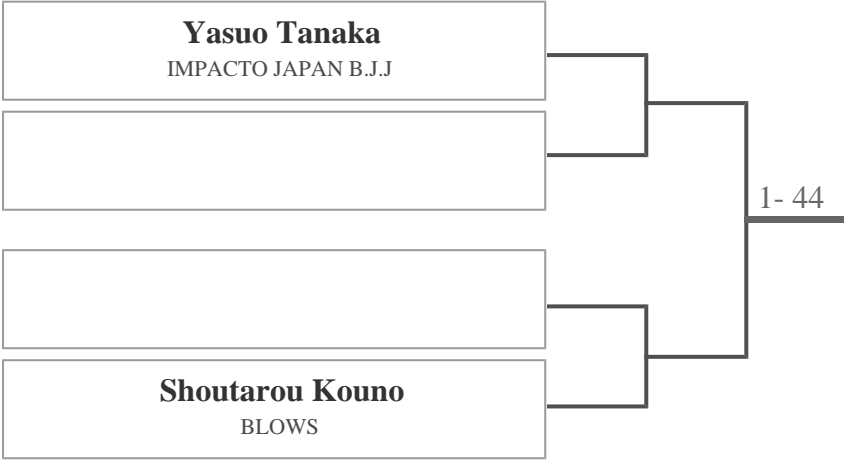 Yasuo Tanaka
IMPACTO JAPAN B.J.J
1- 44
Shoutarou Kouno
BLOWS